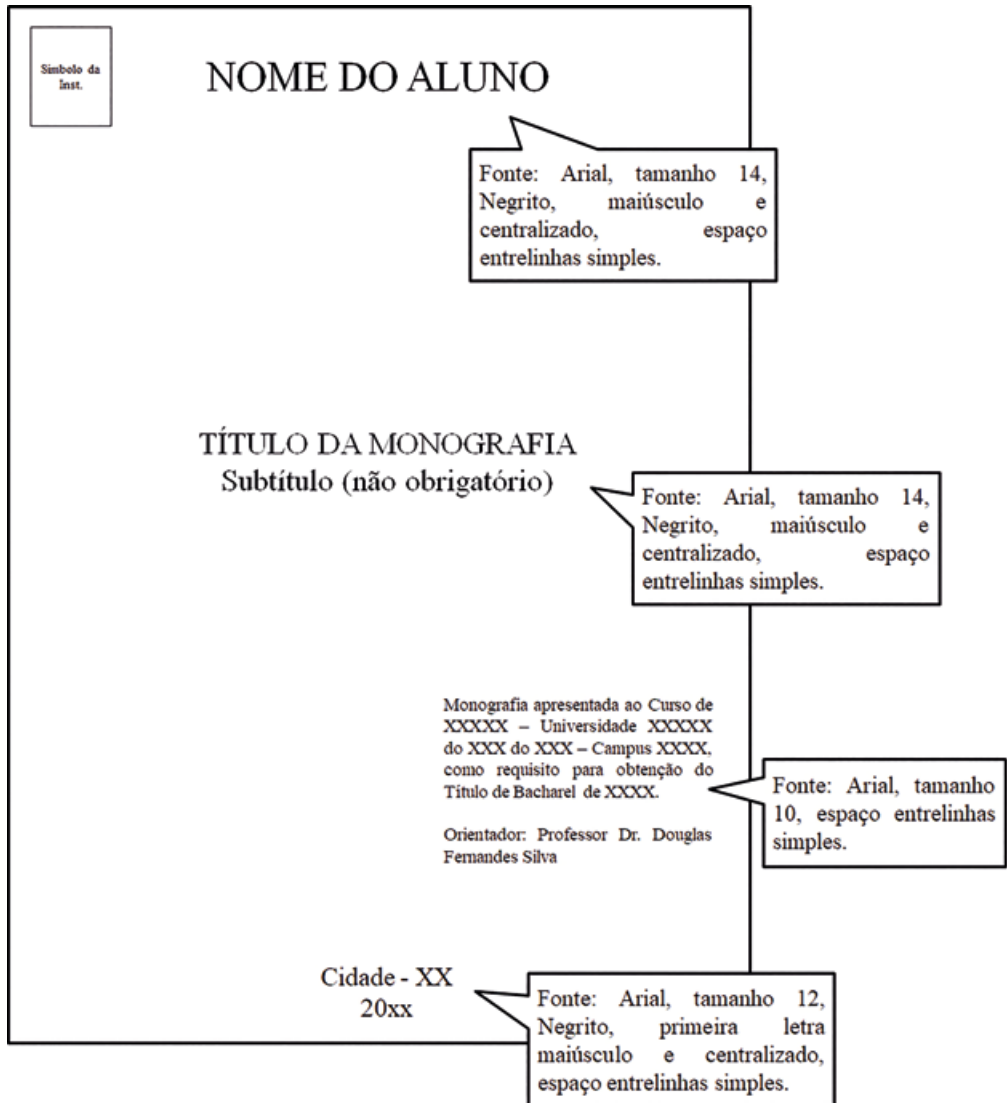 Simbolo da
Inst.
NOME DO ALUNO
Fonte: Arial, tamanho 14,
Negrito, maiúsculo e
centralizado, espaço
entrelinhas simples.
TÍTULO DA MONOGRAFIA
Subtítulo (não obrigatório)
Fonte: Arial, tamanho 14,
Negrito, maiúsculo e
centralizado, espaço
entrelinhas simples.
Monografia apresentada ao Curso de
XXXXX – Universidade XXXXX
do XXX do XXX – Campus XXXX,
como requisito para obtenção do
Título de Bacharel de XXXX.
Orientador: Professor Dr. Douglas
Fernandes Silva
Fonte: Arial, tamanho
10, espaço entrelinhas
simples.
Cidade - XX
20xx
Fonte: Arial, tamanho 12,
Negrito, primeira letra
maiúsculo e centralizado,
espaço entrelinhas simples.